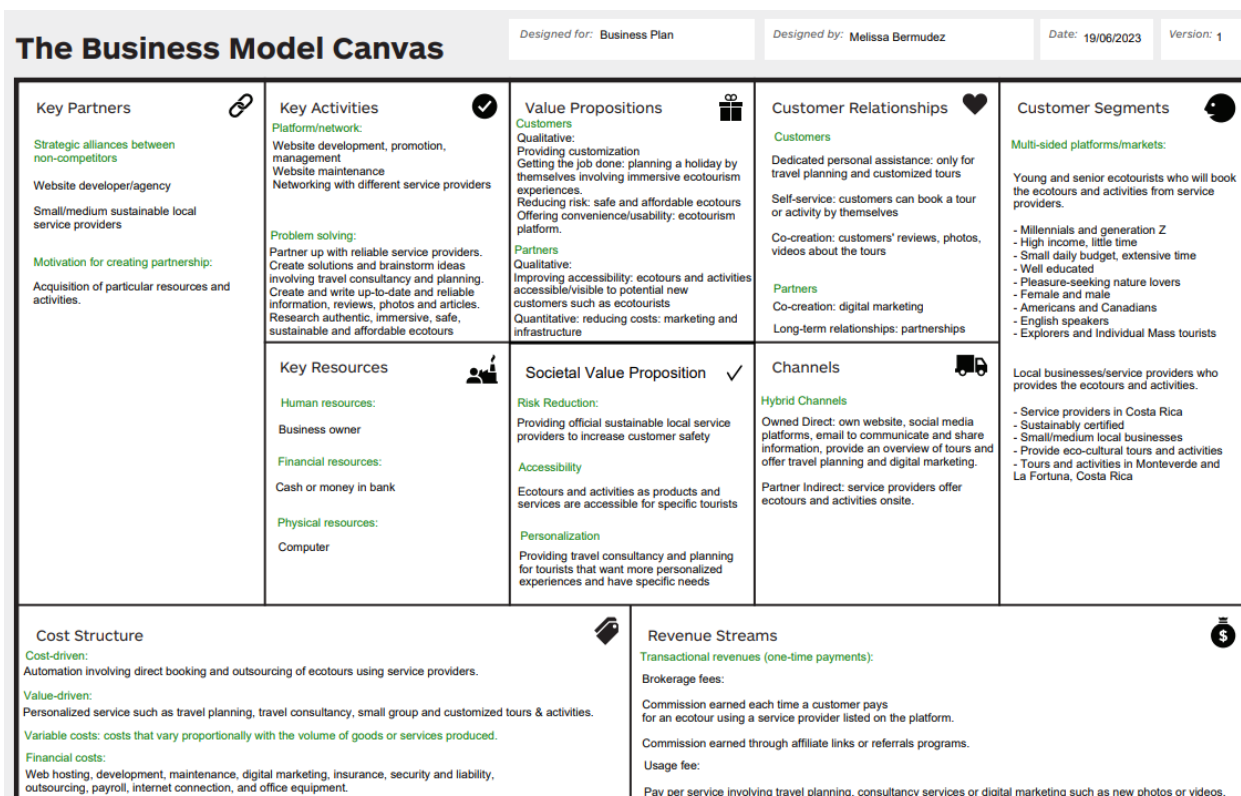 The Business Model Canvas
Designed for: Business Plan
Designed by: Melissa Bermudez
Date: 19/06/2023
Version: 1
Key Partners
Strategic alliances between
non-competitors
Website developer/agency
Small/medium sustainable local
service providers
Motivation for creating partnership:
Acquisition of particular resources and
activities.
Key Activities
Platform/network:
Website development, promotion,
management
Website maintenance
Networking with different service providers
Problem solving:
Partner up with reliable service providers.
Create solutions and brainstorm ideas
involving travel consultancy and planning.
Create and write up-to-date and reliable
information, reviews, photos and articles.
Research authentic, immersive, safe,
sustainable and affordable ecotours
Key Resources
Human resources:
Business owner
Financial resources:
Cash or money in bank
Physical resources:
Computer
Value Propositions
Customers
Qualitative:
Providing customization
Getting the job done: planning a holiday by
themselves involving immersive ecotourism
experiences.
Reducing risk: safe and affordable ecotours
Offering convenience/usability: ecotourism
platform.
Partners
Qualitative:
Improving accessibility: ecotours and activities
accessible/visible to potential new
customers such as ecotourists
Quantitative: reducing costs: marketing and
infrastructure
Societal Value Proposition
Risk Reduction:
Providing official sustainable local service
providers to increase customer safety
Accessibility
Ecotours and activities as products and
services are accessible for specific tourists
Personalization
Providing travel consultancy and planning
for tourists that want more personalized
experiences and have specific needs
Customer Relationships
Customers
Dedicated personal assistance: only for
travel planning and customized tours
Self-service: customers can book a tour
or activity by themselves
Co-creation: customers' reviews, photos,
videos about the tours
Partners
Co-creation: digital marketing
Long-term relationships: partnerships
Channels
Hybrid Channels
Owned Direct: own website, social media
platforms, email to communicate and share
information, provide an overview of tours and
offer travel planning and digital marketing.
Partner Indirect: service providers offer
ecotours and activities onsite.
Customer Segments
Multi-sided platforms/markets:
Young and senior ecotourists who will book
the ecotours and activities from service
providers.
- Millennials and generation Z
- High income, little time
- Small daily budget, extensive time
- Well educated
- Pleasure-seeking nature lovers
- Female and male
- Americans and Canadians
- English speakers
- Explorers and Individual Mass tourists
Local businesses/service providers who
provides the ecotours and activities.
- Service providers in Costa Rica
- Sustainably certified
- Small/medium local businesses
- Provide eco-cultural tours and activities
- Tours and activities in Monteverde and
La Fortuna, Costa Rica
Cost Structure
Cost-driven:
Automation involving direct booking and outsourcing of ecotours using service providers.
Value-driven:
Personalized service such as travel planning, travel consultancy, small group and customized tours & activities.
Variable costs: costs that vary proportionally with the volume of goods or services produced.
Financial costs:
Web hosting, development, maintenance, digital marketing, insurance, security and liability,
outsourcing, payroll, internet connection, and office equipment.
Revenue Streams
$
Transactional revenues (one-time payments):
Brokerage fees:
Commission earned each time a customer pays
for an ecotour using a service provider listed on the platform.
Commission earned through affiliate links or referrals programs.
Usage fee:
Pay per service involving travel planning, consultancy services or digital marketing such as new photos or videos.